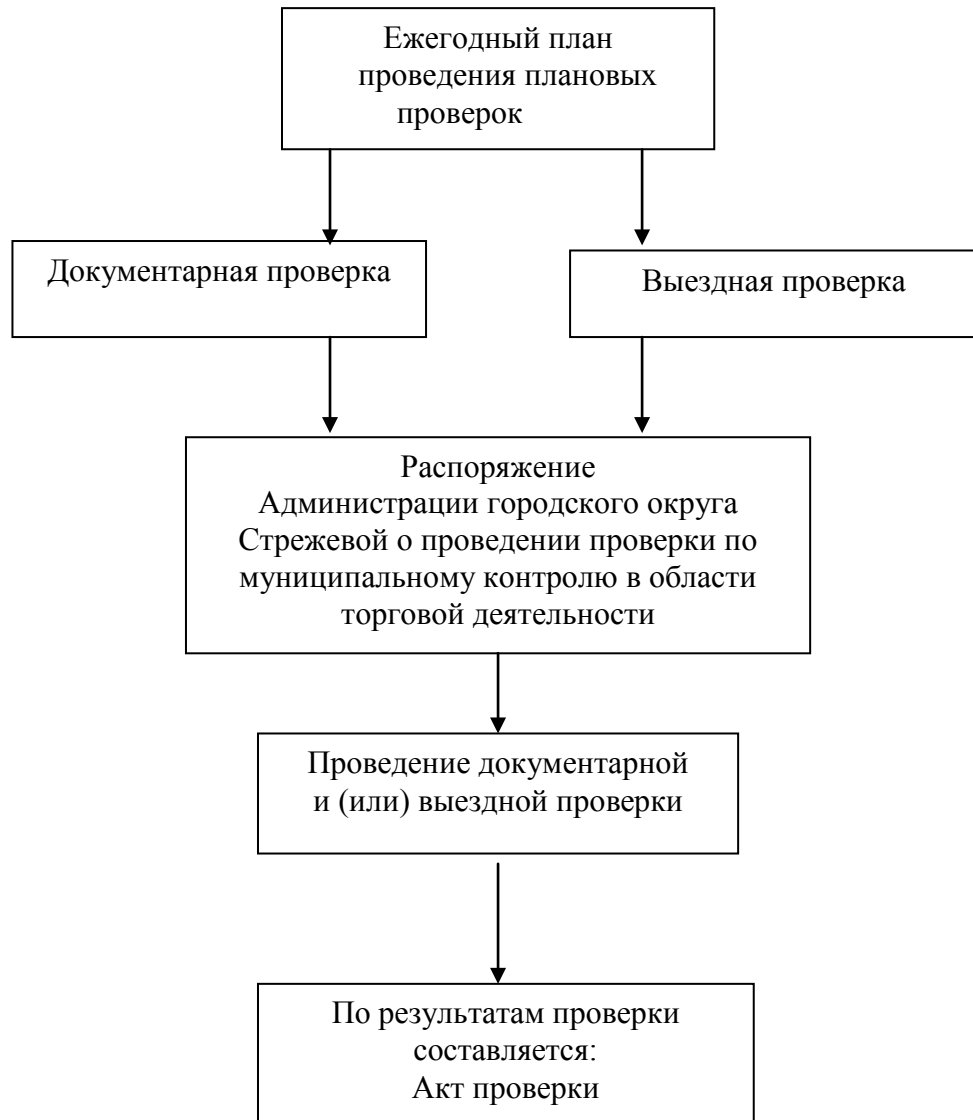 Ежегодный план
проведения плановых
проверок
Документарная проверка
Выездная проверка
Распоряжение
Администрации городского округа
Стрежевой о проведении проверки по
муниципальному контролю в области
торговой деятельности
Проведение документарной
и (или) выездной проверки
По результатам проверки
составляется:
Акт проверки